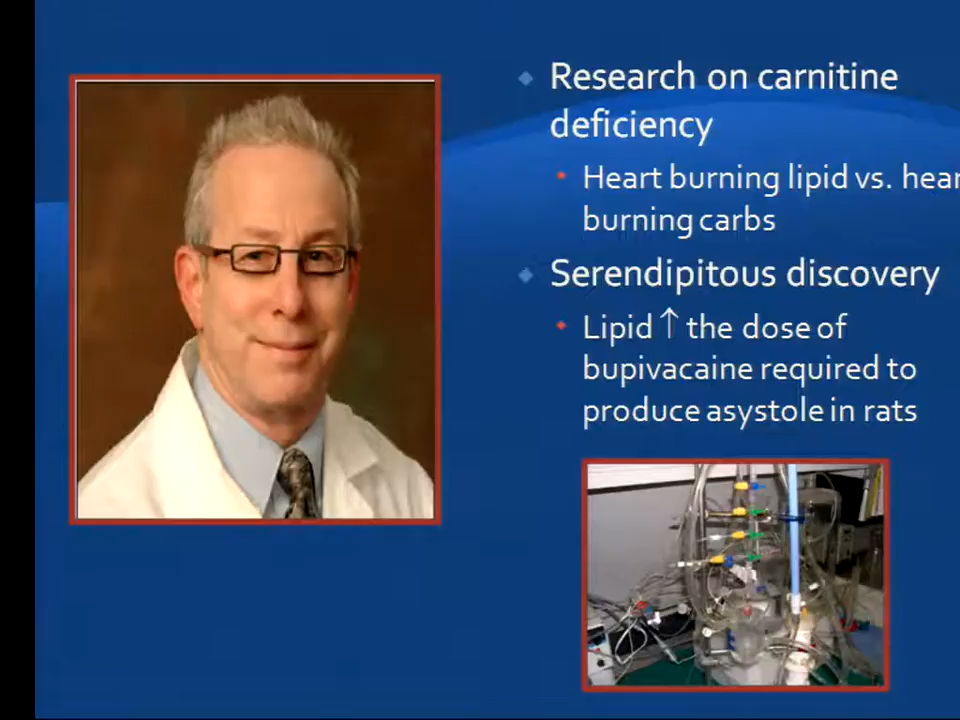 Research on carnitine
deficiency
Heart burning lipid vs. hear
burning carbs
Serendipitous discovery
Lipid ↑ the dose of
bupivacaine required to
produce asystole in rats